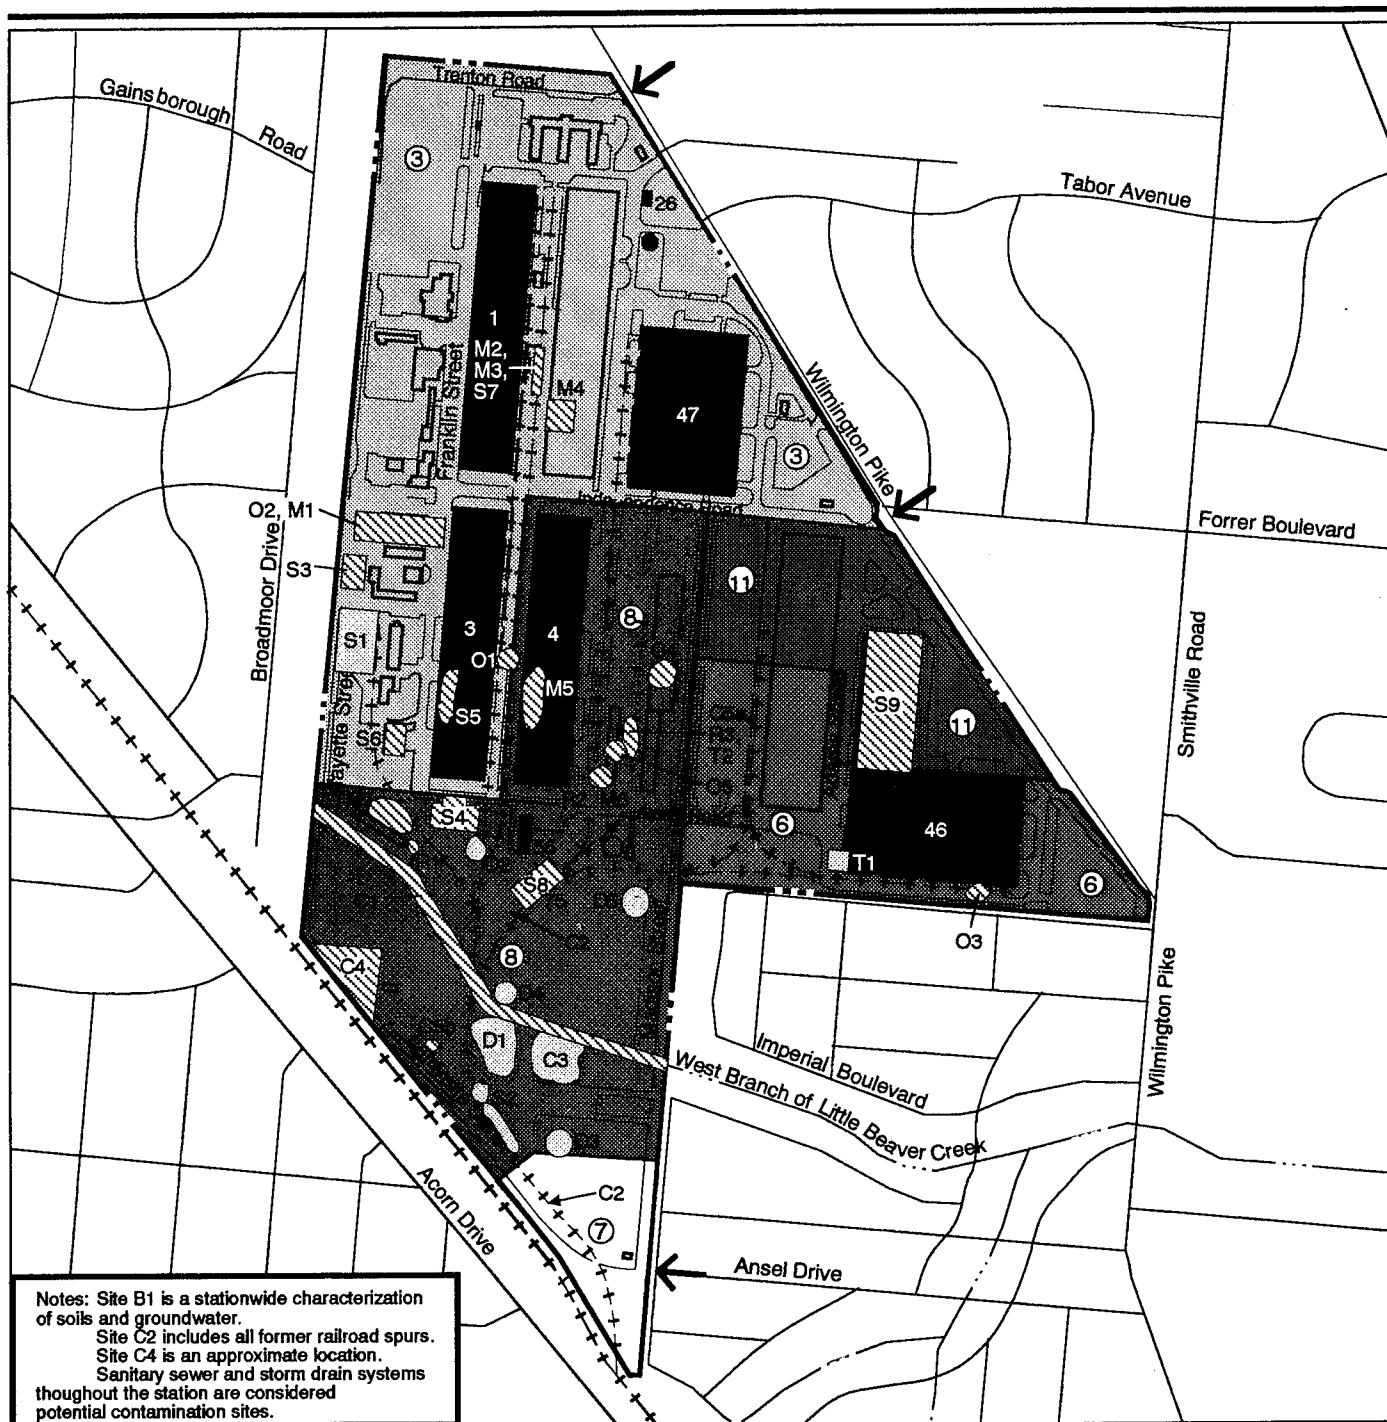 Trenton Road
Gainsborough
Road
3
26
Tabor Avenue
1
M2,
M3,
S7
M4
47
Franklin Street
Wilmington Pike
3
O2, M1
Forrer Boulevard
S3
Broadmoor Drive
11
8
S1
3
4
O1
M5
S5
S6
S9
11
Smithville Road
S4
6
46
T1
S8
6
O3
C2
8
C4
D1
C3
Imperial Boulevard
West Branch of Little Beaver Creek
Wilmington Pike
Acorn Drive
C2
7
Ansel Drive
Notes: Site B1 is a stationwide characterization
of soils and groundwater.
Site C2 includes all former railroad spurs.
Site C4 is an approximate location.
Sanitary sewer and storm drain systems
thoughout the station are considered
potential contamination sites.